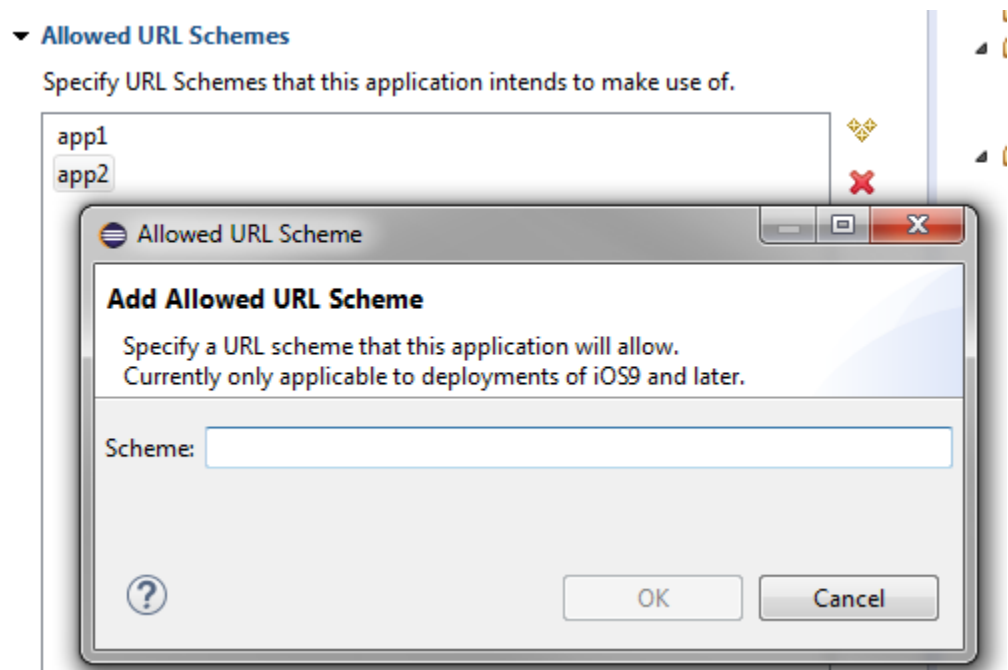 Allowed URL Schemes
Specify URL Schemes that this application intends to make use of.
app1
app2
Allowed URL Scheme
Add Allowed URL Scheme
Specify a URL scheme that this application will allow.
Currently only applicable to deployments of iOS9 and later.
Scheme:
OK
Cancel